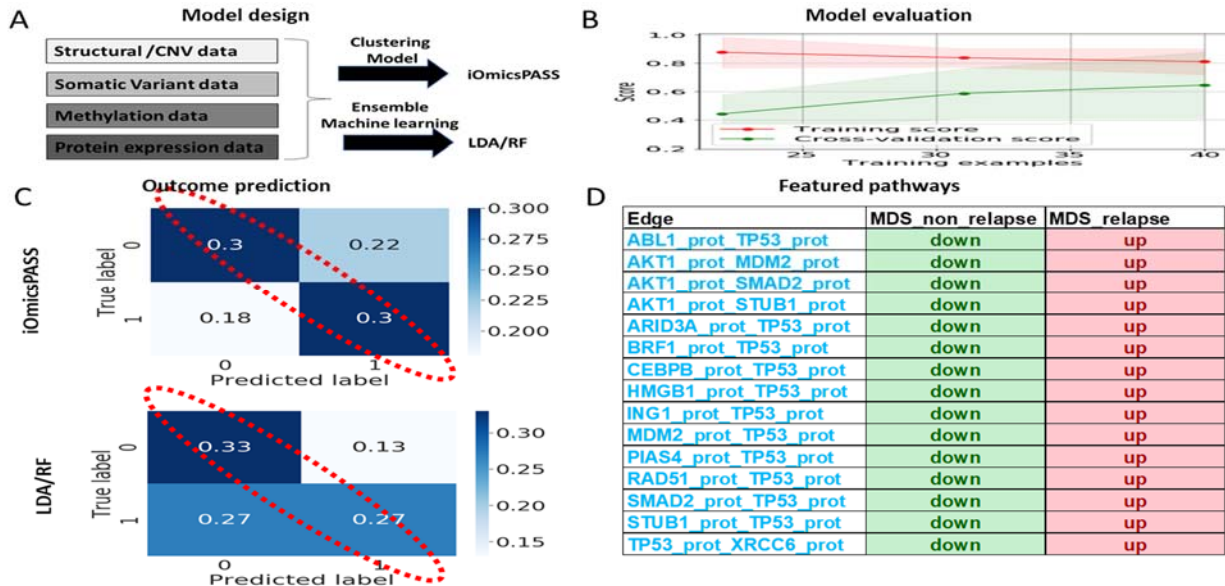 A
Model design
Structural /CNV data
Somatic Variant data
Methylation data
Protein expression data
Clustering
Model
iOmicsPASS
Ensemble
Machine learning
LDA/RF
B
Model evaluation
1.0
0.8
0.6
0.4
0.2
Score
Training score
Cross-validation score
25
30
35
40
Training examples
C
Outcome prediction
iOmicsPASS
True label
0
1
0.3
0.22
0.18
0.3
0
1
Predicted label
0.300
0.275
0.250
0.225
0.200
LDA/RF
True label
0
1
0.33
0.13
0.27
0.27
0
1
Predicted label
0.30
0.25
0.20
0.15
D
Featured pathways
Edge MDS_non_relapse MDS_relapse
ABL1_prot_TP53_prot down up
AKT1_prot_MDM2_prot down up
AKT1_prot_SMAD2_prot down up
AKT1_prot_STUB1_prot down up
ARID3A_prot_TP53_prot down up
BRF1_prot_TP53_prot down up
CEBPB_prot_TP53_prot down up
HMGB1_prot_TP53_prot down up
ING1_prot_TP53_prot down up
MDM2_prot_TP53_prot down up
PIAS4_prot_TP53_prot down up
RAD51_prot_TP53_prot down up
SMAD2_prot_TP53_prot down up
STUB1_prot_TP53_prot down up
TP53_prot_XRCC6_prot down up